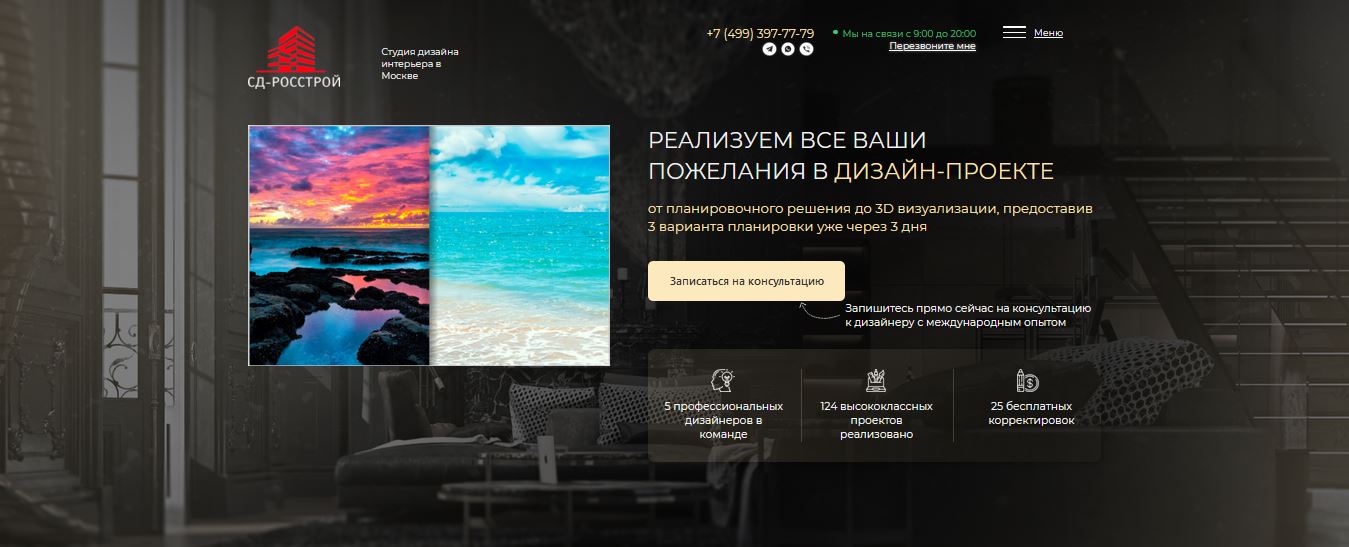 СД-РОССТРОЙ
Студия дизайна
интерьера в
Москве
+7 (499) 397-77-79
Мы на связи с 9:00 до 20:00
Перезвоните мне
Меню
РЕАЛИЗУЕМ ВСЕ ВАШИ
ПОЖЕЛАНИЯ В ДИЗАЙН-ПРОЕКТЕ
от планировочного решения до 3D визуализации, предоставив
3 варианта планировки уже через 3 дня
Записаться на консультацию
Запишитесь прямо сейчас на консультацию
к дизайнеру с международным опытом
5 профессиональных
дизайнеров в
команде
124 высококлассных
проектов
реализовано
25 бесплатных
корректировок